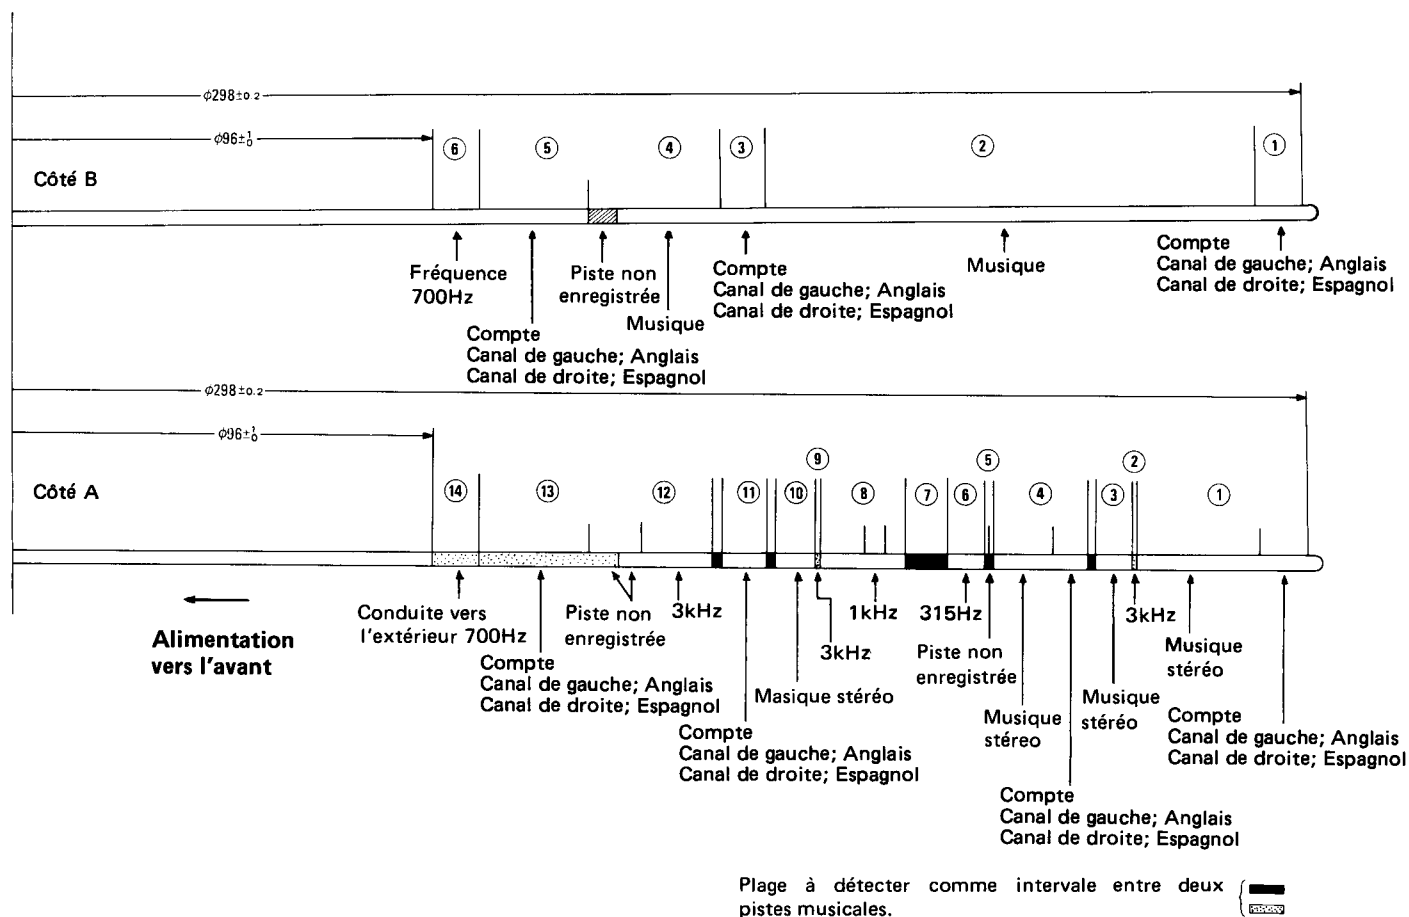 φ298±0.2
φ96±1 0
⑥ ⑤ ④ ③ ② ①
Côté B
Fréquence
700Hz
Compte
Canal de gauche; Anglais
Canal de droite; Espagnol
Piste non
enregistrée
Musique
Compte
Canal de gauche; Anglais
Canal de droite; Espagnol
Musique
Compte
Canal de gauche; Anglais
Canal de droite; Espagnol
φ298±0.2
φ96±1 0
⑨ ⑤ ②
Côté A
⑭ ⑬ ⑫ ⑪ ⑩ ⑧ ⑦ ⑥ ④ ③ ①
Alimentation
vers l'avant
Conduite vers
l'extérieur 700Hz
Compte
Canal de gauche; Anglais
Canal de droite; Espagnol
Piste non
enregistrée
3kHz
Compte
Canal de gauche; Anglais
Canal de droite; Espagnol
Masique stéréo
3kHz
1kHz
315Hz
Piste non
enregistrée
Musique
stéreo
Compte
Canal de gauche; Anglais
Canal de droite; Espagnol
Musique
stéréo
3kHz
Musique
stéréo
Compte
Canal de gauche; Anglais
Canal de droite; Espagnol
Plage à détecter comme intervale entre deux
pistes musicales.